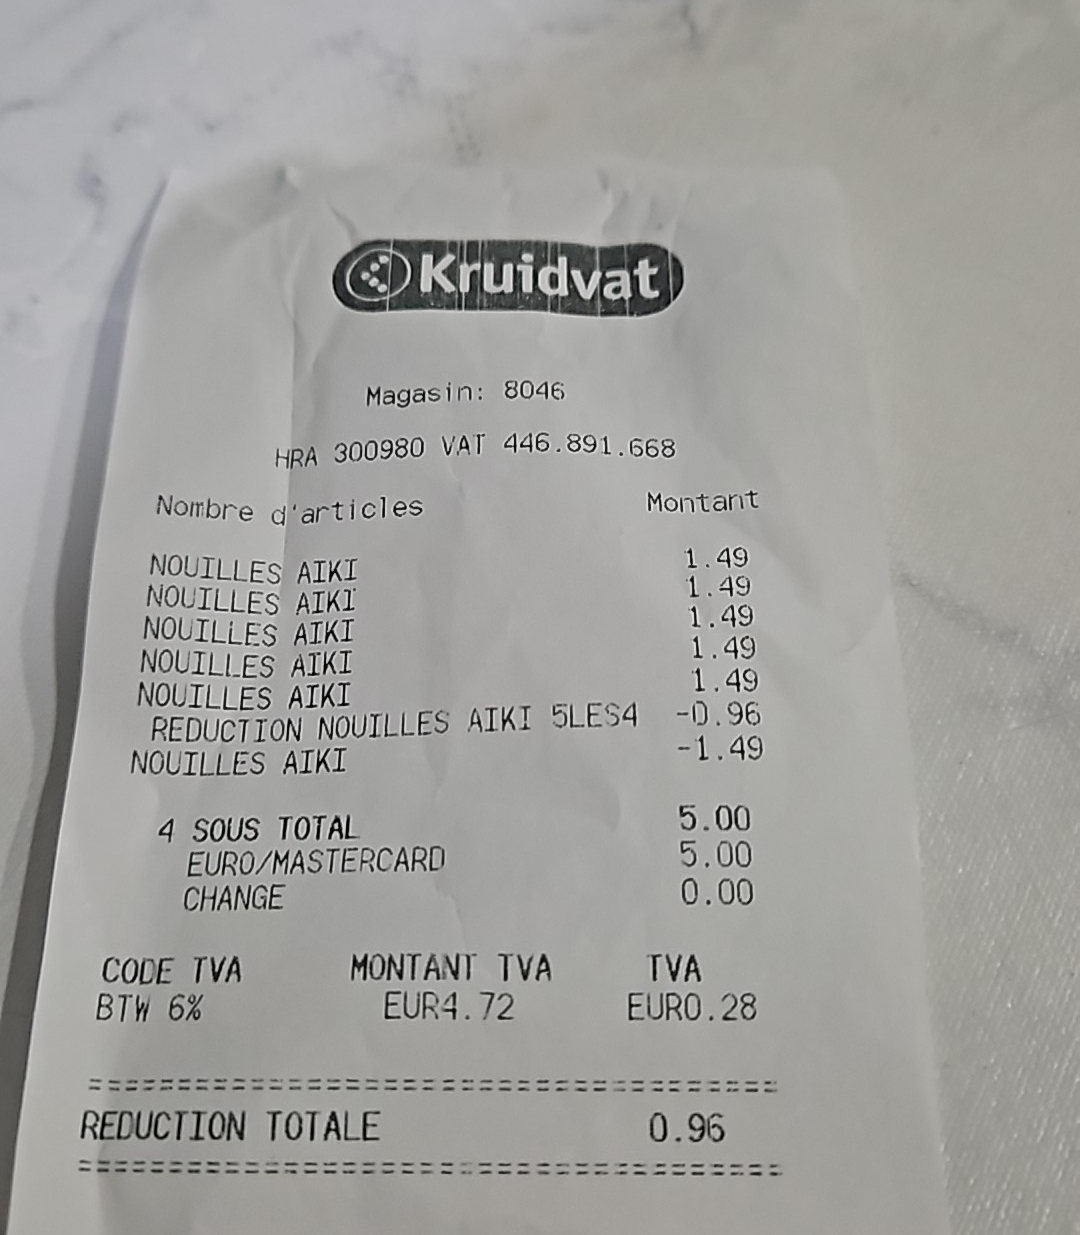 Kruidvat
Magasin: 8046
HRA 300980 VAT 446.891.668
Nombre d'articles Montant
NOUILLES AIKI 1.49
NOUILLES AIKI 1.49
NOUILLES AIKI 1.49
NOUILLES AIKI 1.49
NOUILLES AIKI 1.49
REDUCTION NOUILLES AIKI 5LES4 -0.96
NOUILLES AIKI -1.49
4 SOUS TOTAL 5.00
EURO/MASTERCARD 5.00
CHANGE 0.00
CODE TVA MONTANT TVA TVA
BTW 6% EUR4.72 EUR0.28
======================================
REDUCTION TOTALE 0.96
======================================